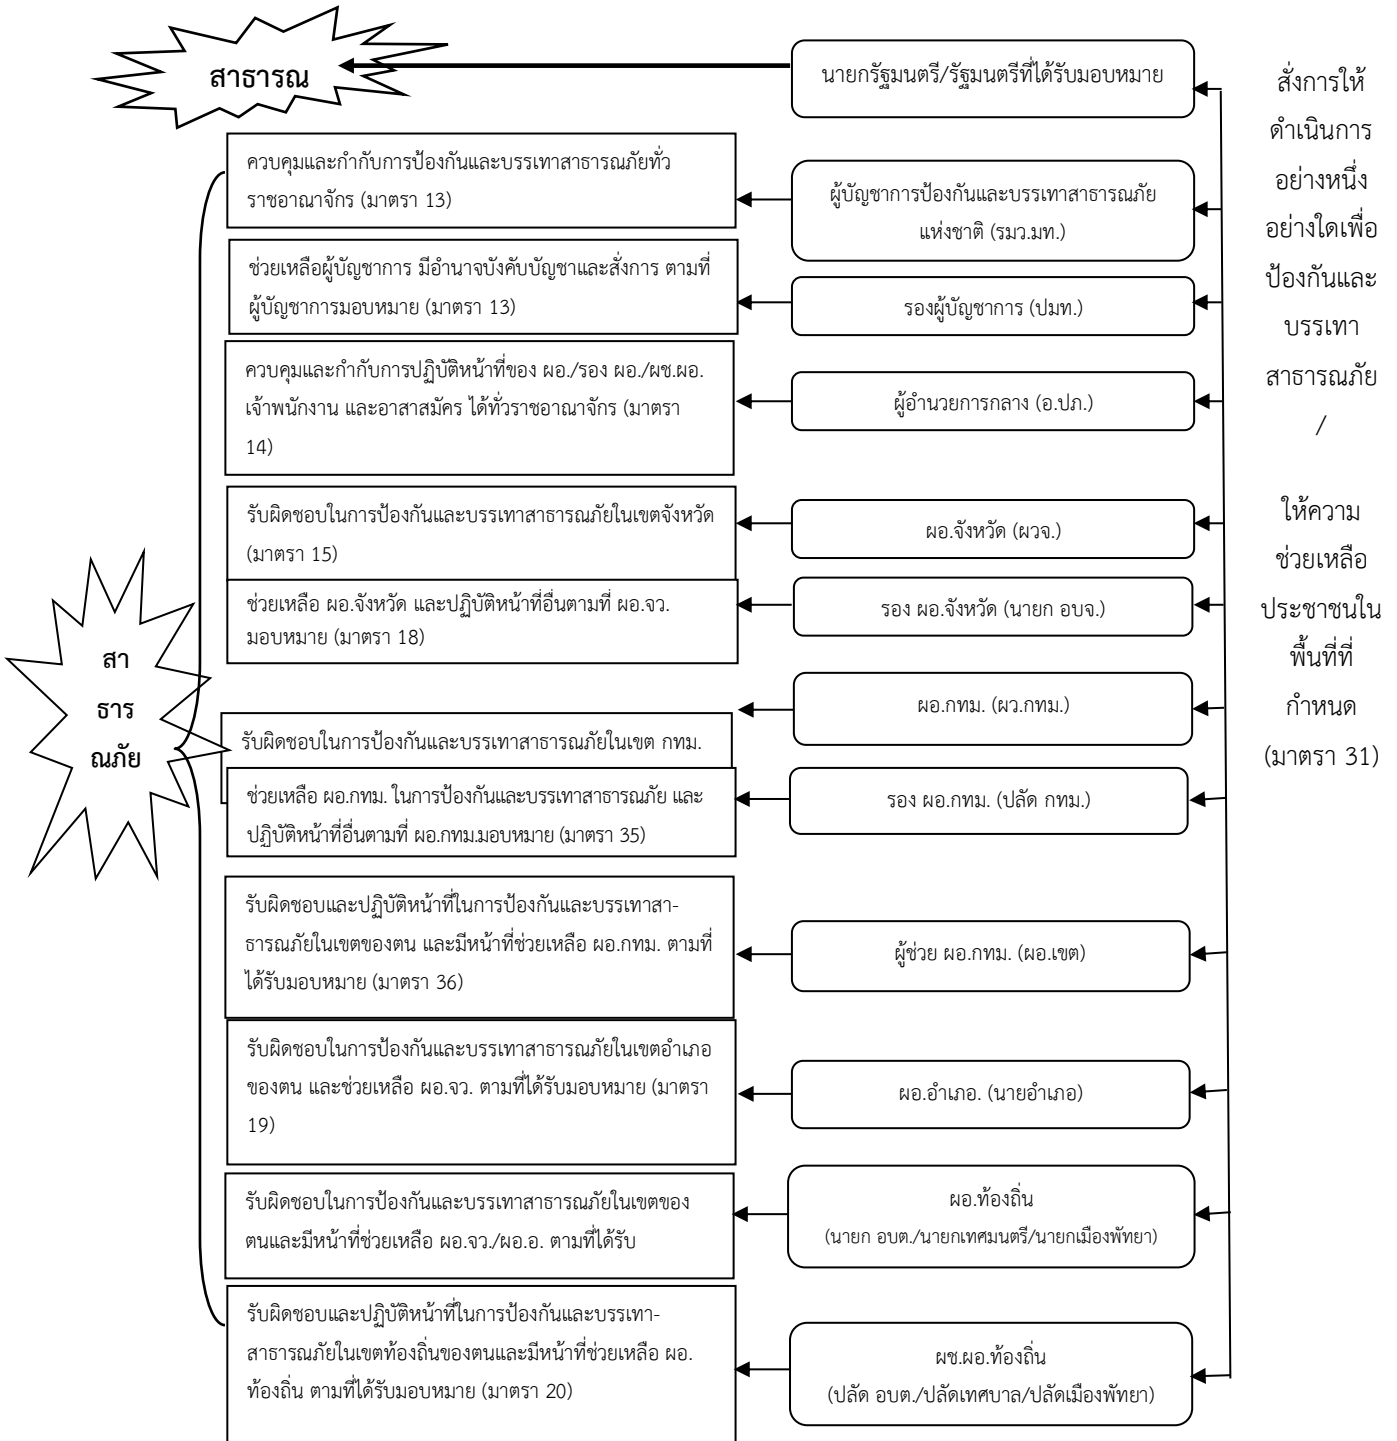 สาธารณ
นายกรัฐมนตรี/รัฐมนตรีที่ได้รับมอบหมาย
สั่งการให้
ดำเนินการ
อย่างหนึ่ง
อย่างใดเพื่อ
ป้องกันและ
บรรเทา
สาธารณภัย
/
ให้ความ
ช่วยเหลือ
ประชาชนใน
พื้นที่ที่
กำหนด
(มาตรา 31)
ควบคุมและกำกับการป้องกันและบรรเทาสาธารณภัยทั่ว
ราชอาณาจักร (มาตรา 13)
ผู้บัญชาการป้องกันและบรรเทาสาธารณภัย
แห่งชาติ (รมว.มท.)
ช่วยเหลือผู้บัญชาการ มีอำนาจบังคับบัญชาและสั่งการ ตามที่
ผู้บัญชาการมอบหมาย (มาตรา 13)
รองผู้บัญชาการ (ปมท.)
ควบคุมและกำกับการปฏิบัติหน้าที่ของ ผอ./รอง ผอ./ผช.ผอ.
เจ้าพนักงาน และอาสาสมัคร ได้ทั่วราชอาณาจักร (มาตรา
14)
ผู้อำนวยการกลาง (อ.ปภ.)
รับผิดชอบในการป้องกันและบรรเทาสาธารณภัยในเขตจังหวัด
(มาตรา 15)
ผอ.จังหวัด (ผวจ.)
ช่วยเหลือ ผอ.จังหวัด และปฏิบัติหน้าที่อื่นตามที่ ผอ.จว.
มอบหมาย (มาตรา 18)
รอง ผอ.จังหวัด (นายก อบจ.)
สา
ธาร
ณภัย
รับผิดชอบในการป้องกันและบรรเทาสาธารณภัยในเขต กทม.
ผอ.กทม. (ผว.กทม.)
ช่วยเหลือ ผอ.กทม. ในการป้องกันและบรรเทาสาธารณภัย และ
ปฏิบัติหน้าที่อื่นตามที่ ผอ.กทม.มอบหมาย (มาตรา 35)
รอง ผอ.กทม. (ปลัด กทม.)
รับผิดชอบและปฏิบัติหน้าที่ในการป้องกันและบรรเทาสา-
ธารณภัยในเขตของตน และมีหน้าที่ช่วยเหลือ ผอ.กทม. ตามที่
ได้รับมอบหมาย (มาตรา 36)
ผู้ช่วย ผอ.กทม. (ผอ.เขต)
รับผิดชอบในการป้องกันและบรรเทาสาธารณภัยในเขตอำเภอ
ของตน และช่วยเหลือ ผอ.จว. ตามที่ได้รับมอบหมาย (มาตรา
19)
ผอ.อำเภอ. (นายอำเภอ)
รับผิดชอบในการป้องกันและบรรเทาสาธารณภัยในเขตของ
ตนและมีหน้าที่ช่วยเหลือ ผอ.จว./ผอ.อ. ตามที่ได้รับ
ผอ.ท้องถิ่น
(นายก อบต./นายกเทศมนตรี/นายกเมืองพัทยา)
รับผิดชอบและปฏิบัติหน้าที่ในการป้องกันและบรรเทา-
สาธารณภัยในเขตท้องถิ่นของตนและมีหน้าที่ช่วยเหลือ ผอ.
ท้องถิ่น ตามที่ได้รับมอบหมาย (มาตรา 20)
ผช.ผอ.ท้องถิ่น
(ปลัด อบต./ปลัดเทศบาล/ปลัดเมืองพัทยา)